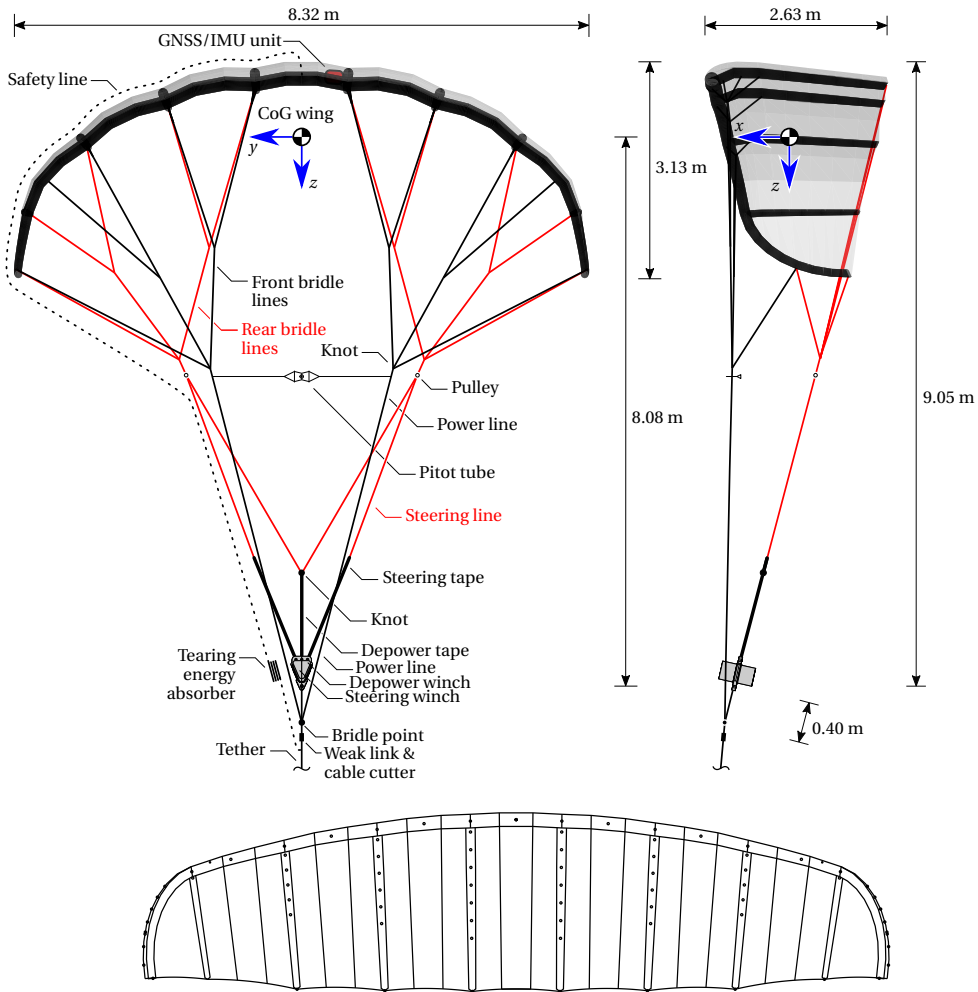 8.32 m
2.63 m
GNSS/IMU unit
Safety line
CoG wing
y
z
x
z
3.13 m
Front bridle
lines
Rear bridle
lines
Knot
Pulley
Power line
8.08 m
9.05 m
Pitot tube
Steering line
Steering tape
Knot
Depower tape
Tearing
energy
absorber
Power line
Depower winch
Steering winch
Bridle point
Tether
Weak link &
cable cutter
0.40 m